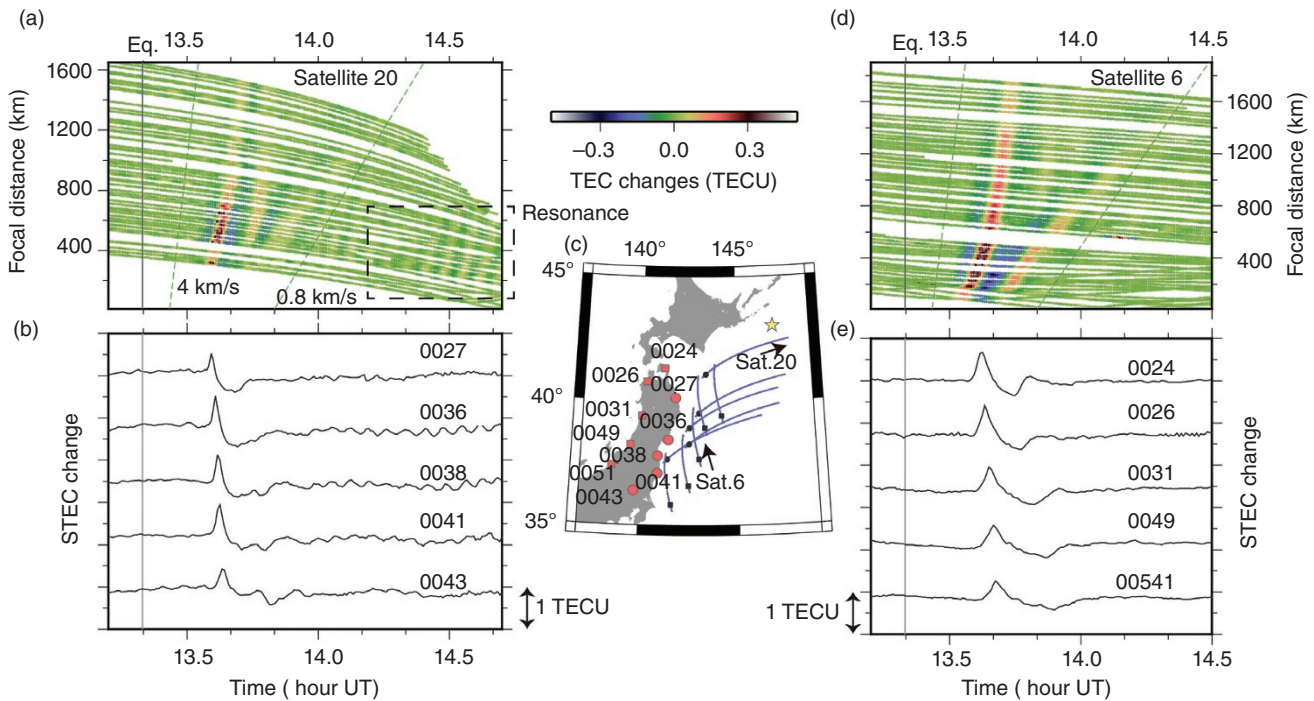 (a)
13.5 14.0 14.5
Eq.
Satellite 20
1600
1200
800
400
Focal distance (km)
4 km/s
0.8 km/s
Resonance
−0.3 0.0 0.3
TEC changes (TECU)
(d)
Eq. 13.5 14.0 14.5
Satellite 6
1600
1200
800
400
Focal distance (km)
(b)
0027
0036
0038
0041
0043
STEC change
1 TECU
13.5 14.0 14.5
Time ( hour UT)
(c)
140° 145°
45°
40°
35°
0024
0026
0027
0031
0036
0049
0038
0051
0041
0043
Sat.20
Sat.6
(e)
0024
0026
0031
0049
00541
STEC change
1 TECU
13.5 14.0 14.5
Time ( hour UT)